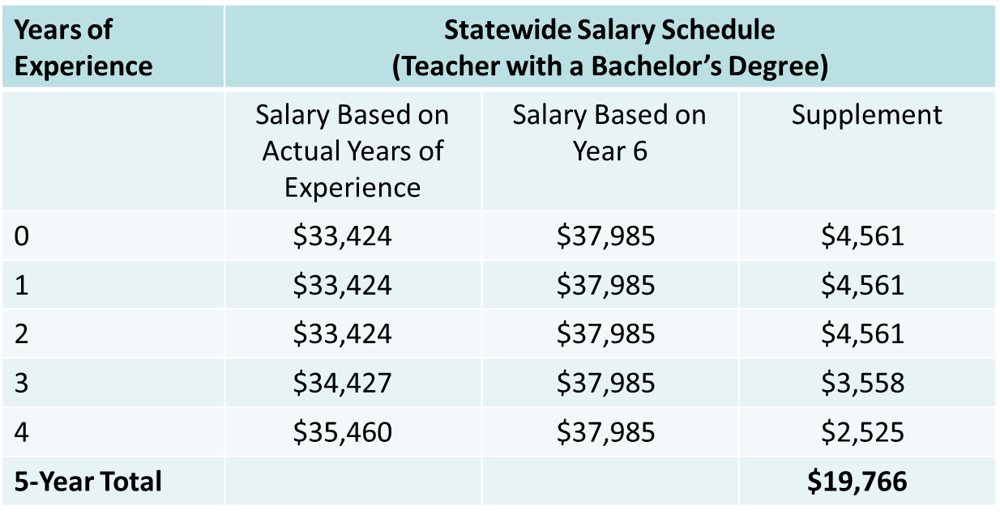 Years of
Experience
Statewide Salary Schedule
(Teacher with a Bachelor’s Degree)
Salary Based on
Actual Years of
Experience
Salary Based on
Year 6
Supplement
0 $33,424 $37,985 $4,561
1 $33,424 $37,985 $4,561
2 $33,424 $37,985 $4,561
3 $34,427 $37,985 $3,558
4 $35,460 $37,985 $2,525
5-Year Total $19,766